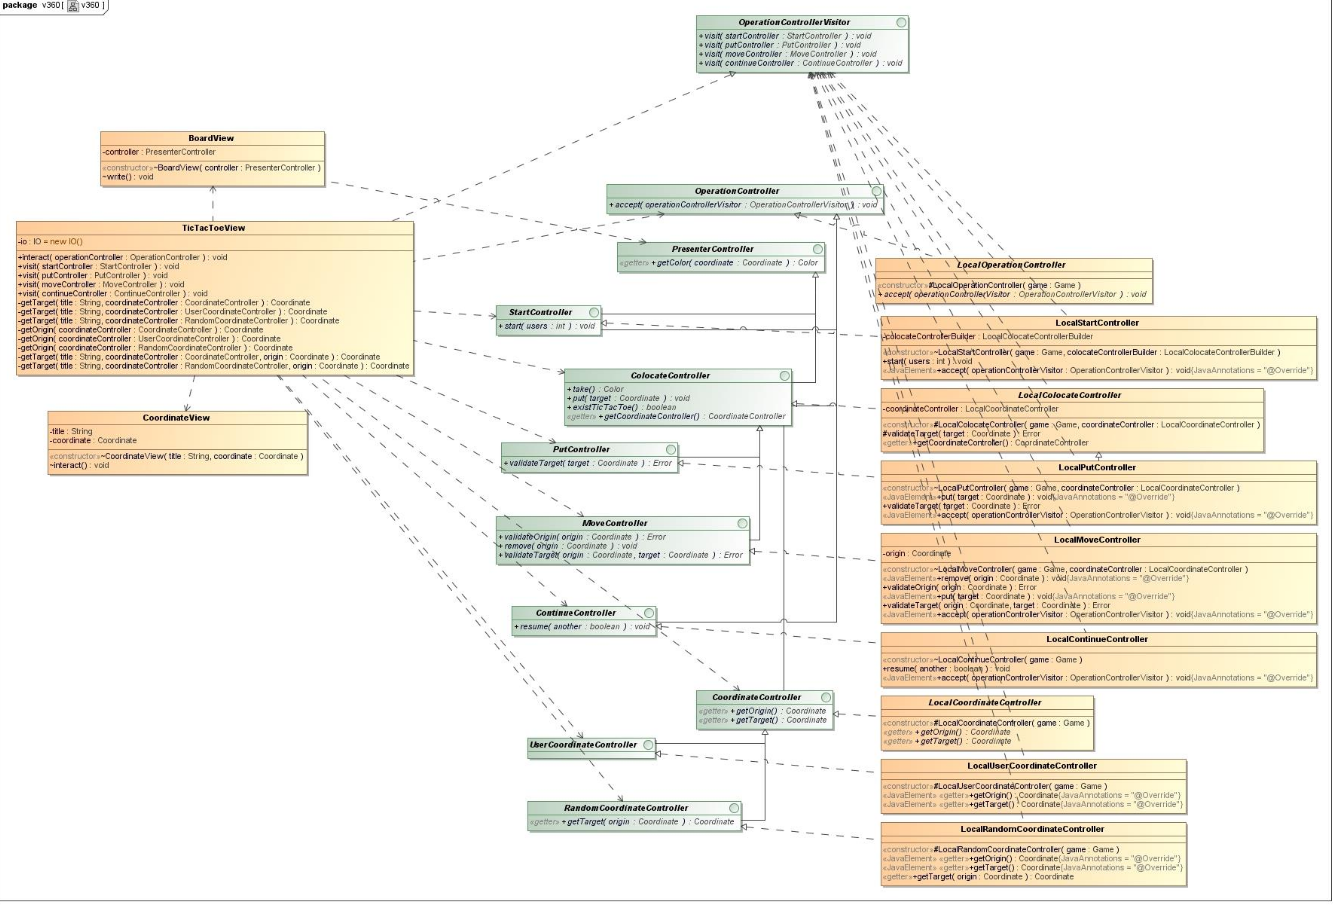 package v360 [ v360 ]
OperationControllerVisitor
+visit( startController : StartController ) : void
+visit( putController : PutController ) : void
+visit( moveController : MoveController ) : void
+visit( continueController : ContinueController ) : void
BoardView
-controller : PresenterController
«constructor»~BoardView( controller : PresenterController )
~write() : void
OperationController
+accept( operationControllerVisitor : OperationControllerVisitor ) : void
TicTacToeView
-io : IO = new IO()
+interact( operationController : OperationController ) : void
+visit( startController : StartController ) : void
+visit( putController : PutController ) : void
+visit( moveController : MoveController ) : void
+visit( continueController : ContinueController ) : void
-getTarget( title : String, coordinateController : CoordinateController ) : Coordinate
-getTarget( title : String, coordinateController : UserCoordinateController ) : Coordinate
-getTarget( title : String, coordinateController : RandomCoordinateController ) : Coordinate
-getOrigin( coordinateController : CoordinateController ) : Coordinate
-getOrigin( coordinateController : UserCoordinateController ) : Coordinate
-getOrigin( coordinateController : RandomCoordinateController ) : Coordinate
-getTarget( title : String, coordinateController : CoordinateController, origin : Coordinate ) : Coordinate
-getTarget( title : String, coordinateController : RandomCoordinateController, origin : Coordinate ) : Coordinate
PresenterController
«getter» +getColor( coordinate : Coordinate ) : Color
LocalOperationController
«constructor»#LocalOperationController( game : Game )
+accept( operationControllerVisitor : OperationControllerVisitor ) : void
StartController
+start( users : int ) : void
LocalStartController
-colocateControllerBuilder : LocalColocateControllerBuilder
«constructor»~LocalStartController( game : Game, colocateControllerBuilder : LocalColocateControllerBuilder )
+start( users : int ) : void
«JavaElement»+accept( operationControllerVisitor : OperationControllerVisitor ) : void{JavaAnnotations = "@Override"}
ColocateController
+take() : Color
+put( target : Coordinate ) : void
+existTicTacToe() : boolean
«getter» +getCoordinateController() : CoordinateController
LocalColocateController
-coordinateController : LocalCoordinateController
«constructor»#LocalColocateController( game : Game, coordinateController : LocalCoordinateController )
#validateTarget( target : Coordinate ) : Error
«getter» +getCoordinateController() : CoordinateController
CoordinateView
-title : String
-coordinate : Coordinate
«constructor»~CoordinateView( title : String, coordinate : Coordinate )
~interact() : void
PutController
+validateTarget( target : Coordinate ) : Error
LocalPutController
«constructor»~LocalPutController( game : Game, coordinateController : LocalCoordinateController )
«JavaElement»+put( target : Coordinate ) : void{JavaAnnotations = "@Override"}
+validateTarget( target : Coordinate ) : Error
«JavaElement»+accept( operationControllerVisitor : OperationControllerVisitor ) : void{JavaAnnotations = "@Override"}
MoveController
+validateOrigin( origin : Coordinate ) : Error
+remove( origin : Coordinate ) : void
+validateTarget( origin : Coordinate, target : Coordinate ) : Error
LocalMoveController
-origin : Coordinate
«constructor»~LocalMoveController( game : Game, coordinateController : LocalCoordinateController )
«JavaElement»+remove( origin : Coordinate ) : void{JavaAnnotations = "@Override"}
+validateOrigin( origin : Coordinate ) : Error
«JavaElement»+put( target : Coordinate ) : void{JavaAnnotations = "@Override"}
+validateTarget( origin : Coordinate, target : Coordinate ) : Error
«JavaElement»+accept( operationControllerVisitor : OperationControllerVisitor ) : void{JavaAnnotations = "@Override"}
ContinueController
+resume( another : boolean ) : void
LocalContinueController
«constructor»~LocalContinueController( game : Game )
+resume( another : boolean ) : void
«JavaElement»+accept( operationControllerVisitor : OperationControllerVisitor ) : void{JavaAnnotations = "@Override"}
CoordinateController
«getter» +getOrigin() : Coordinate
«getter» +getTarget() : Coordinate
LocalCoordinateController
«constructor»#LocalCoordinateController( game : Game )
«getter» +getOrigin() : Coordinate
«getter» +getTarget() : Coordinate
UserCoordinateController
LocalUserCoordinateController
«constructor»#LocalUserCoordinateController( game : Game )
«JavaElement» «getter»+getOrigin() : Coordinate{JavaAnnotations = "@Override"}
«JavaElement» «getter»+getTarget() : Coordinate{JavaAnnotations = "@Override"}
RandomCoordinateController
«getter» +getTarget( origin : Coordinate ) : Coordinate
LocalRandomCoordinateController
«constructor»#LocalRandomCoordinateController( game : Game )
«JavaElement» «getter»+getOrigin() : Coordinate{JavaAnnotations = "@Override"}
«JavaElement» «getter»+getTarget() : Coordinate{JavaAnnotations = "@Override"}
«getter»+getTarget( origin : Coordinate ) : Coordinate